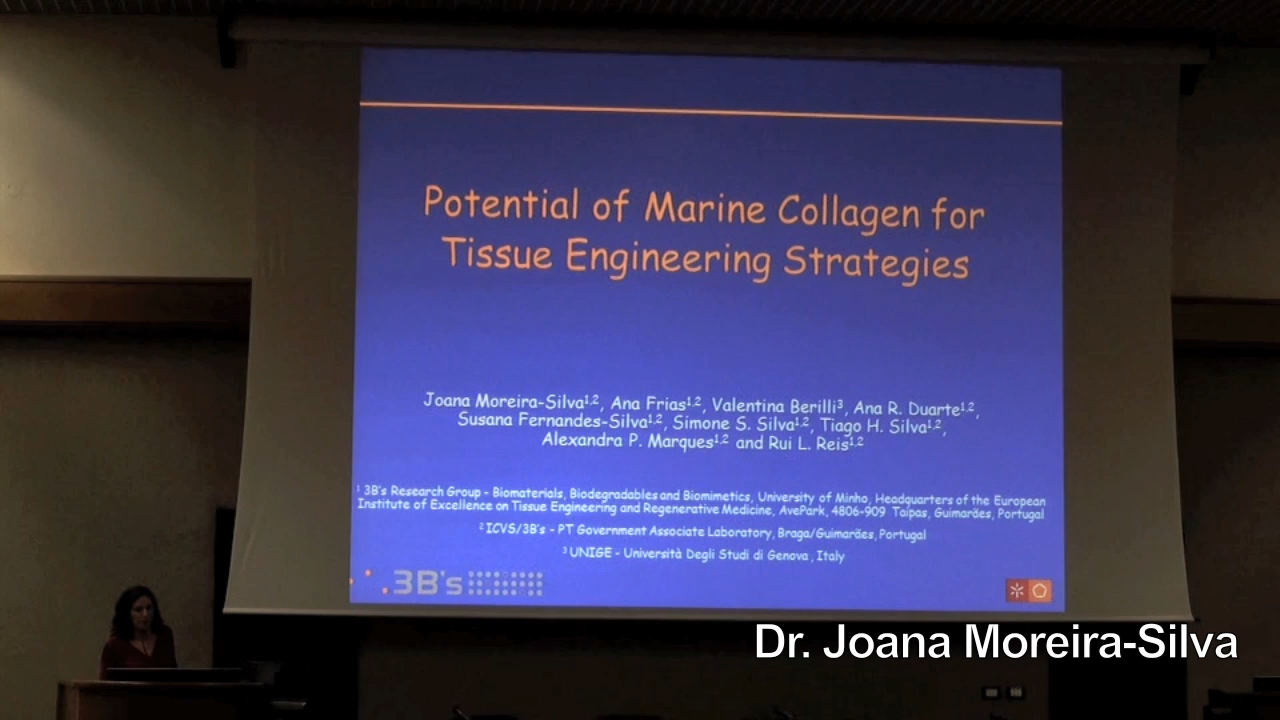 Potential of Marine Collagen for
Tissue Engineering Strategies
Joana Moreira-Silva1,2, Ana Frias1,2, Valentina Berilli3, Ana R. Duarte1,2,
Susana Fernandes-Silva1,2, Simone S. Silva1,2, Tiago H. Silva1,2,
Alexandra P. Marques1,2 and Rui L. Reis1,2
1 3B's Research Group - Biomaterials, Biodegradables and Biomimetics, University of Minho, Headquarters of the European
Institute of Excellence on Tissue Engineering and Regenerative Medicine, AvePark, 4806-909 Taipas, Guimarães, Portugal
2 ICVS/3B's - PT Government Associate Laboratory, Braga/Guimarães, Portugal
3 UNIGE - Università Degli Studi di Genova, Italy
3B's
Dr. Joana Moreira-Silva